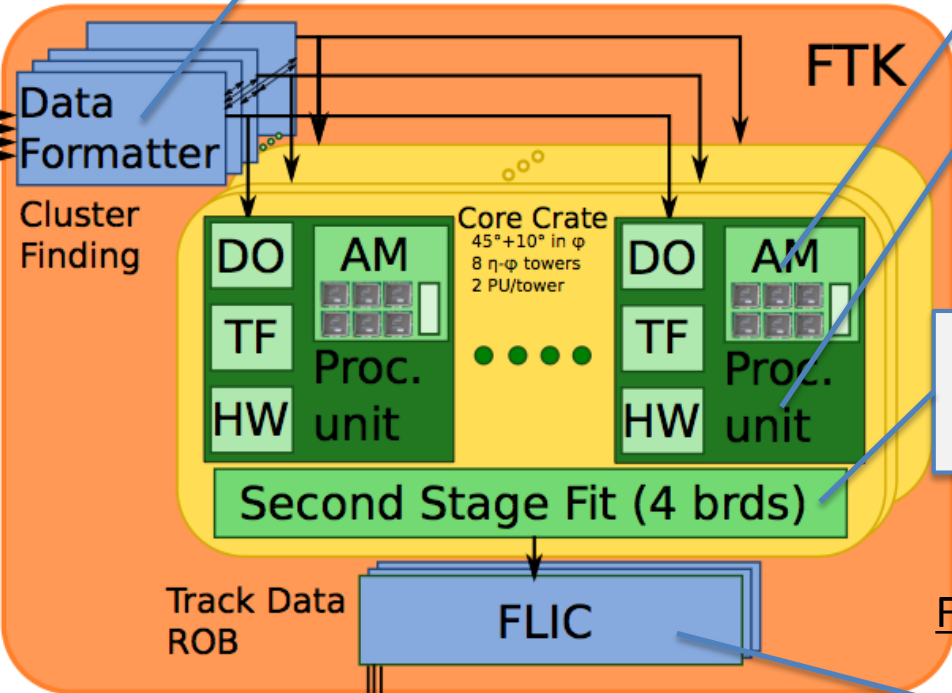 FTK
Data
Formatter
Cluster
Finding
Core Crate
45°+10° in φ
8 η-φ towers
2 PU/tower
DO
AM
TF
Proc.
HW
unit
DO
AM
TF
Proc.
HW
unit
Second Stage Fit (4 brds)
Track Data
ROB
FLIC
F